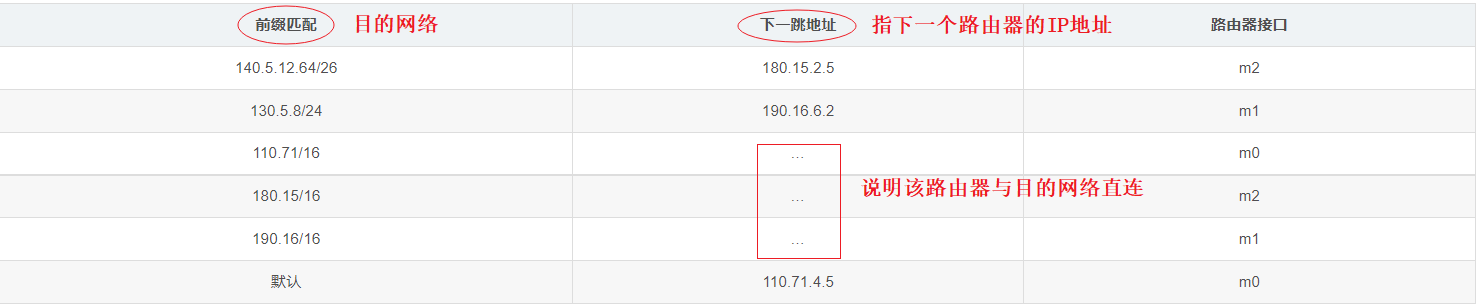 前缀匹配 目的网络 下一跳地址 指下一个路由器的IP地址 路由器接口
140.5.12.64/26 180.15.2.5 m2
130.5.8/24 190.16.6.2 m1
110.71/16 ... m0
180.15/16 ... 说明该路由器与目的网络直连 m2
190.16/16 ... m1
默认 110.71.4.5 m0